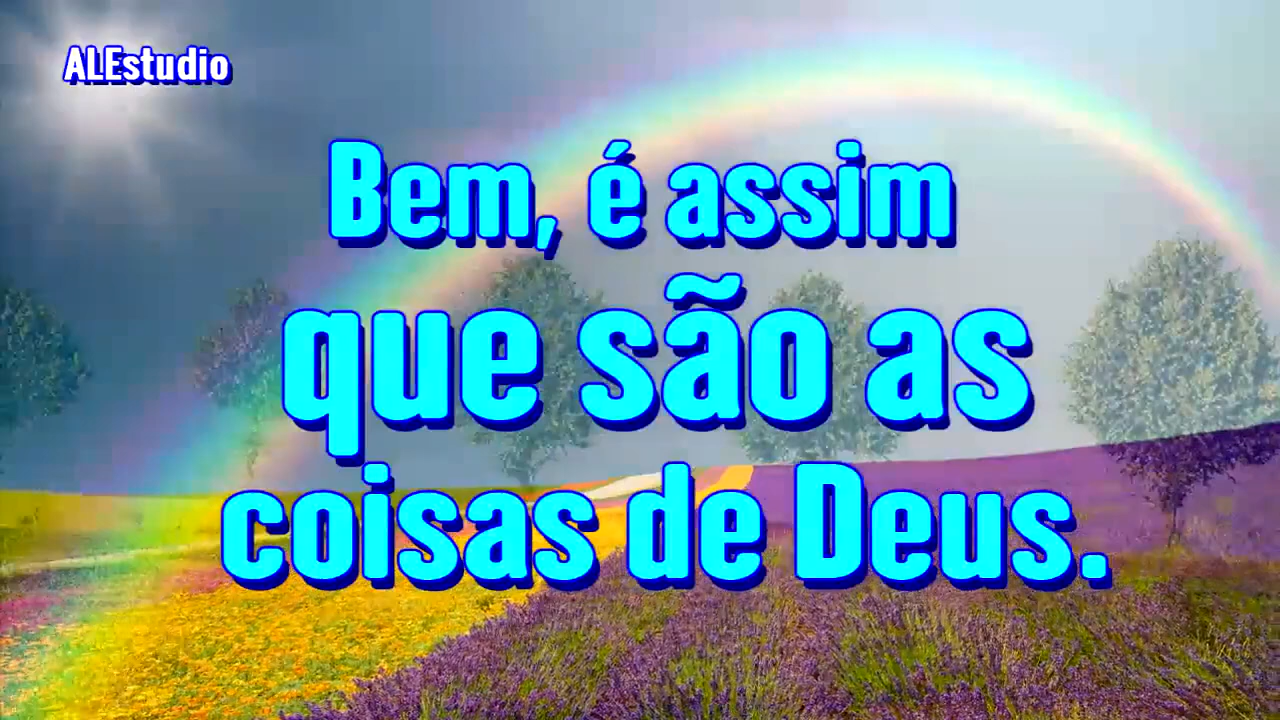 ALEstudio
Bem, é assim
que são as
coisas de Deus.